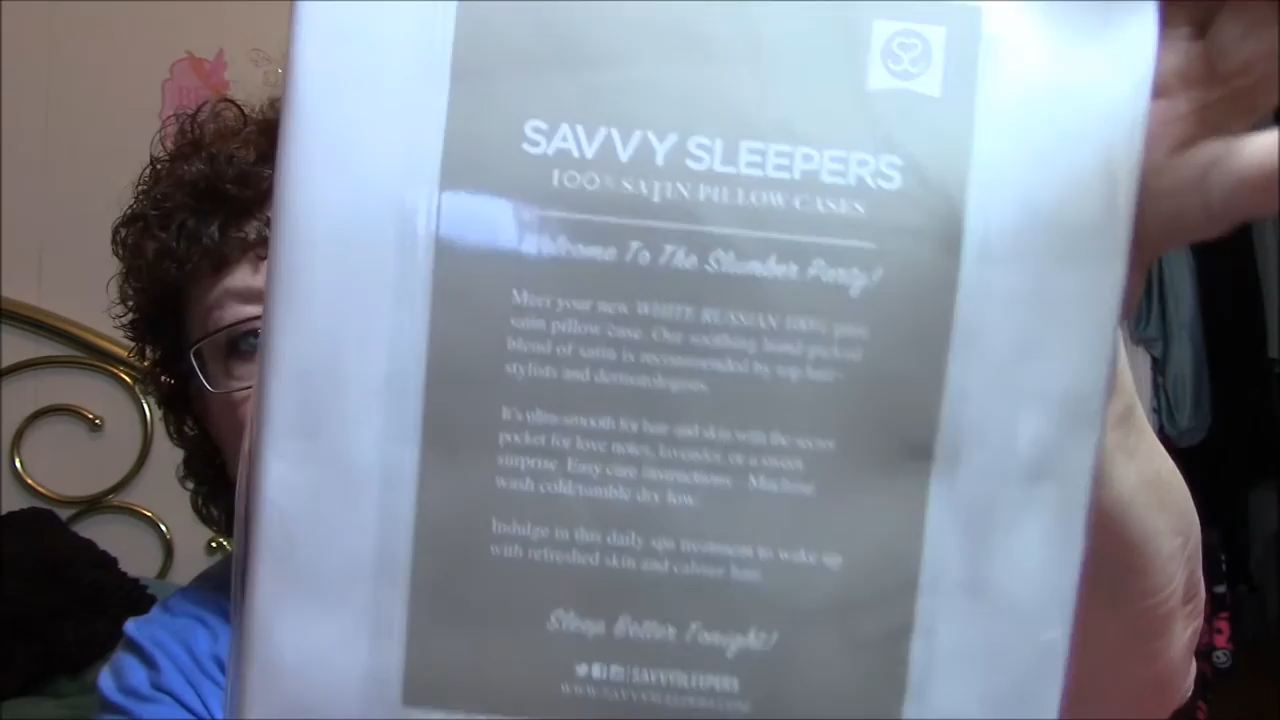 SAVVY SLEEPERS
100% SATIN PILLOW CASES
Welcome To The Slumber Party!
Meet your new WHITE RUSSIAN 100% pure
satin pillow case. Our soothing hand-picked
blend of satin is recommended by top hair-
stylists and dermatologists.
It's ultra-smooth for hair and skin with the secret
pocket for love notes, lavender, or a sweet
surprise. Easy care instructions: Machine
wash cold/tumble dry low.
Indulge in this daily spa treatment to wake up
with refreshed skin and calmer hair.
Sleep Better Tonight!
/SAVVYSLEEPERS
WWW.SAVVYSLEEPERS.COM